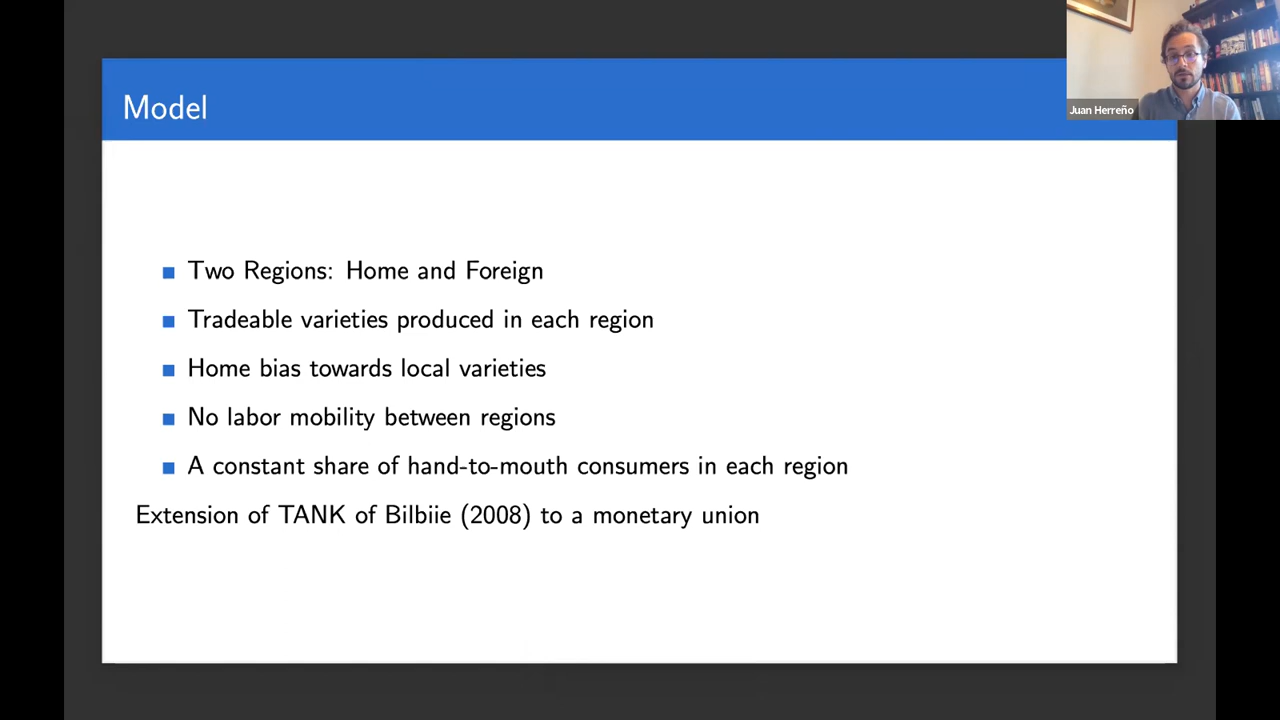 Model
Two Regions: Home and Foreign
Tradeable varieties produced in each region
Home bias towards local varieties
No labor mobility between regions
A constant share of hand-to-mouth consumers in each region
Extension of TANK of Bilbiie (2008) to a monetary union
Juan Herreño